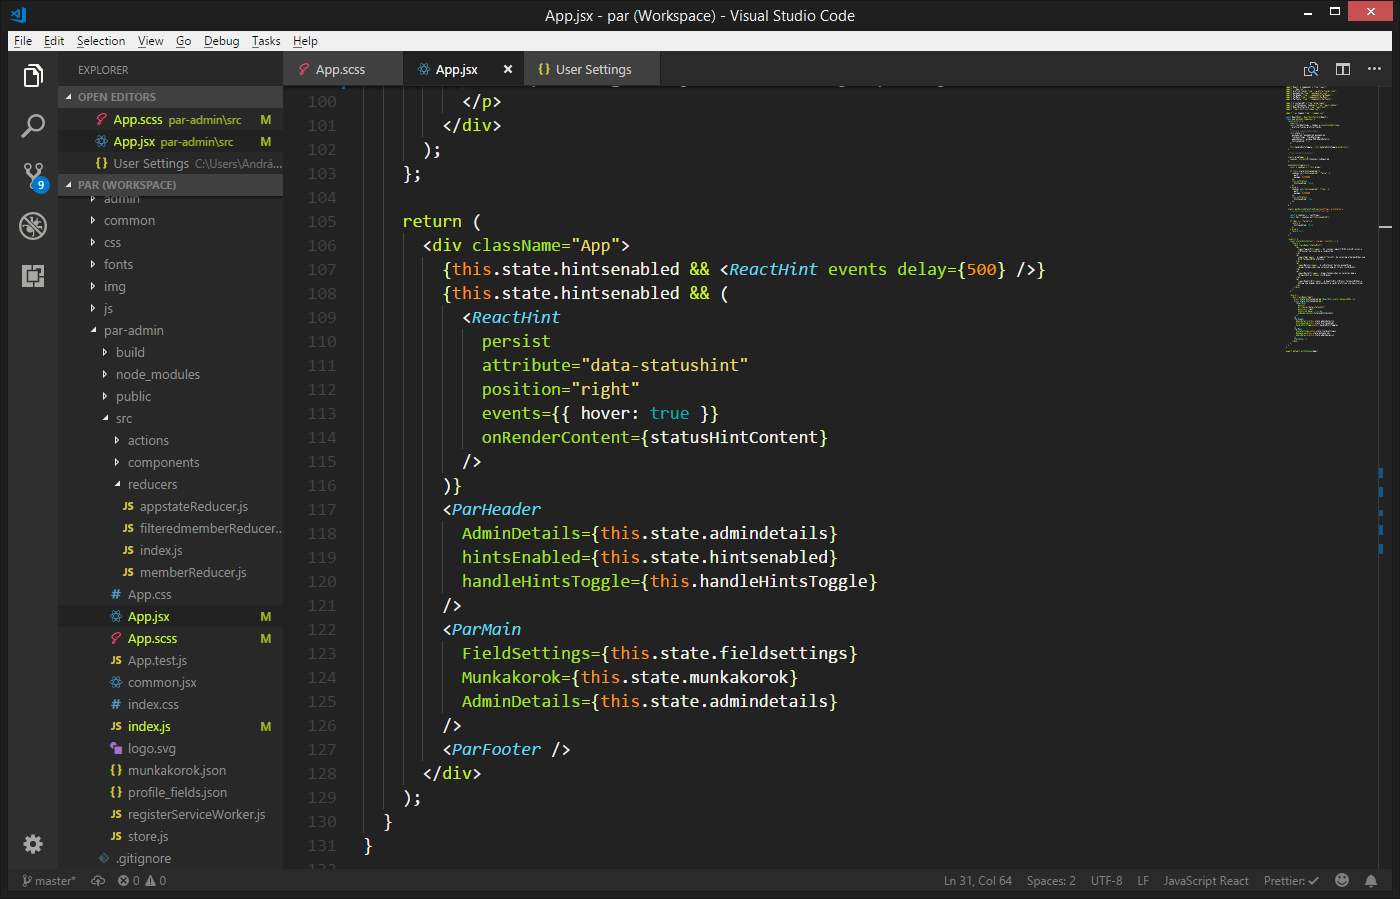 App.jsx - par (Workspace) - Visual Studio Code
File Edit Selection View Go Debug Tasks Help
EXPLORER
OPEN EDITORS
App.scss par-admin\src M
App.jsx par-admin\src M
{} User Settings C:\Users\Andrá...
9
PAR (WORKSPACE)
admin
common
css
fonts
img
js
par-admin
build
node_modules
public
src
actions
components
reducers
JS appstateReducer.js
JS filteredmemberReducer...
JS index.js
JS memberReducer.js
# App.css
App.jsx M
App.scss M
JS App.test.js
common.jsx
# index.css
JS index.js M
logo.svg
{} munkakorok.json
{} profile_fields.json
JS registerServiceWorker.js
JS store.js
.gitignore
App.scss
App.jsx
{} User Settings
100 </p>
101 </div>
102 );
103 };
104
105 return (
106 <div className="App">
107 {this.state.hintsenabled && <ReactHint events delay={500} />}
108 {this.state.hintsenabled && (
109 <ReactHint
110 persist
111 attribute="data-statushint"
112 position="right"
113 events={{ hover: true }}
114 onRenderContent={statusHintContent}
115 />
116 )}
117 <ParHeader
118 AdminDetails={this.state.admindetails}
119 hintsEnabled={this.state.hintsenabled}
120 handleHintsToggle={this.handleHintsToggle}
121 />
122 <ParMain
123 FieldSettings={this.state.fieldsettings}
124 Munkakorok={this.state.munkakorok}
125 AdminDetails={this.state.admindetails}
126 />
127 <ParFooter />
128 </div>
129 );
130 }
131 }
master* 0 0 Ln 31, Col 64 Spaces: 2 UTF-8 LF JavaScript React Prettier: ✓